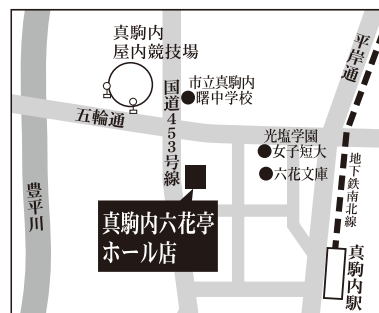 真駒内
屋内競技場
国道453号線
市立真駒内
曙中学校
平岸通
五輪通
光塩学園
女子短大
六花文庫
地下鉄南北線
豊平川
真駒内六花亭
ホール店
真駒内駅